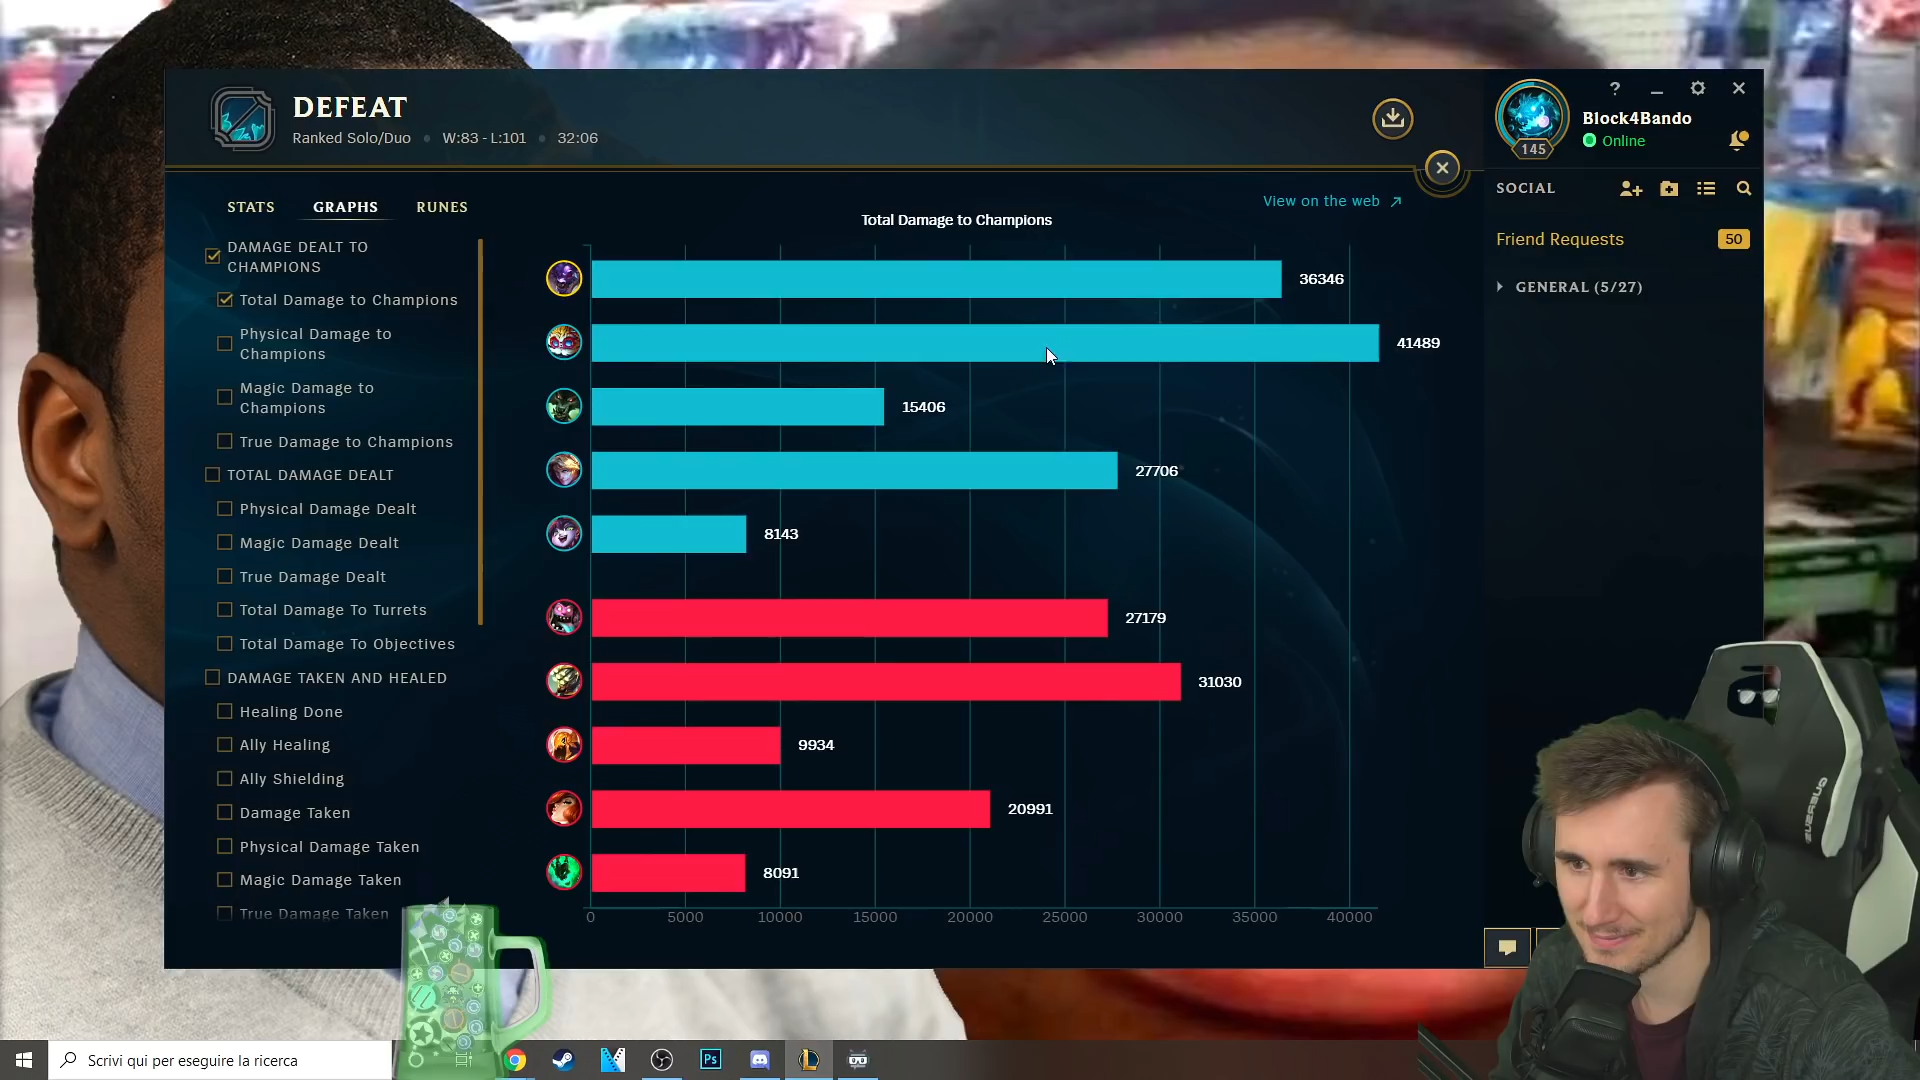 DEFEAT
Ranked Solo/Duo W:83 - L:101 32:06
STATS GRAPHS RUNES
DAMAGE DEALT TO
CHAMPIONS
Total Damage to Champions
Physical Damage to
Champions
Magic Damage to
Champions
True Damage to Champions
TOTAL DAMAGE DEALT
Physical Damage Dealt
Magic Damage Dealt
True Damage Dealt
Total Damage To Turrets
Total Damage To Objectives
DAMAGE TAKEN AND HEALED
Healing Done
Ally Healing
Ally Shielding
Damage Taken
Physical Damage Taken
Magic Damage Taken
True Damage Taken
View on the web
Total Damage to Champions
36346
41489
15406
27706
8143
27179
31030
9934
20991
8091
0 5000 10000 15000 20000 25000 30000 35000 40000
?
Block4Bando
145
Online
SOCIAL
Friend Requests 50
GENERAL (5/27)
Scrivi qui per eseguire la ricerca
Ps